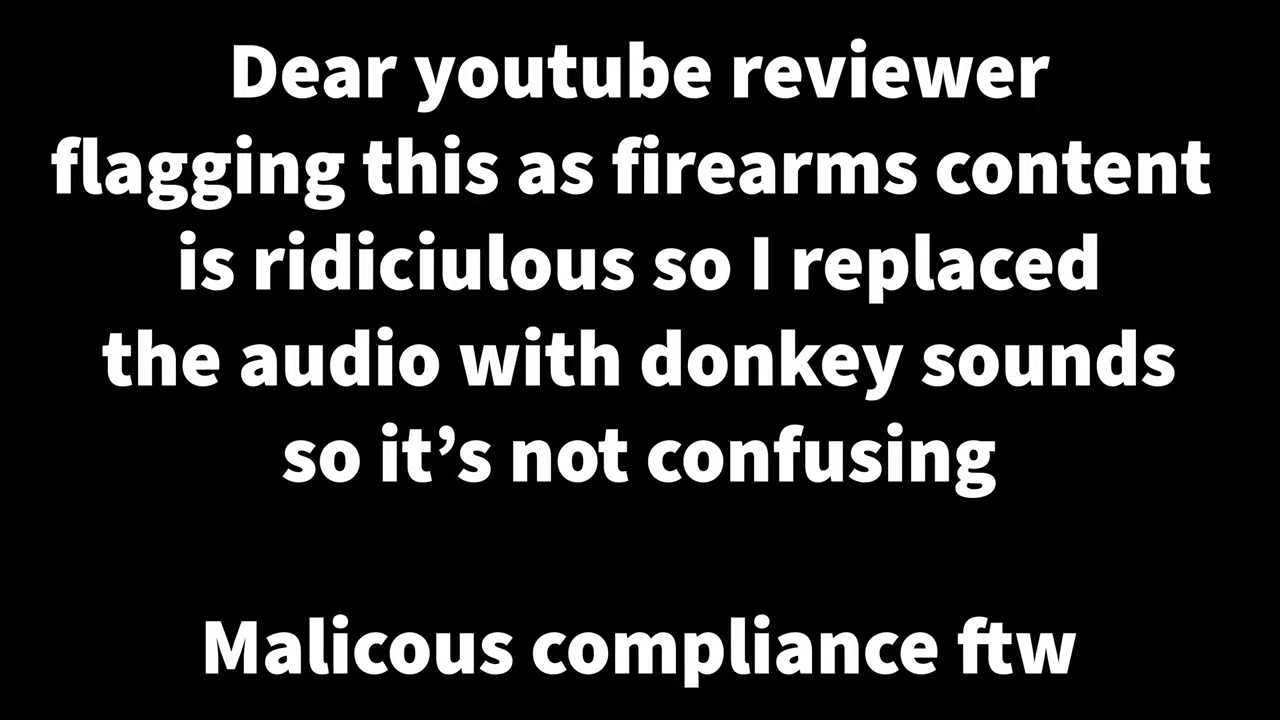 Dear youtube reviewer
flagging this as firearms content
is ridiciulous so I replaced
the audio with donkey sounds
so it’s not confusing
Malicous compliance ftw